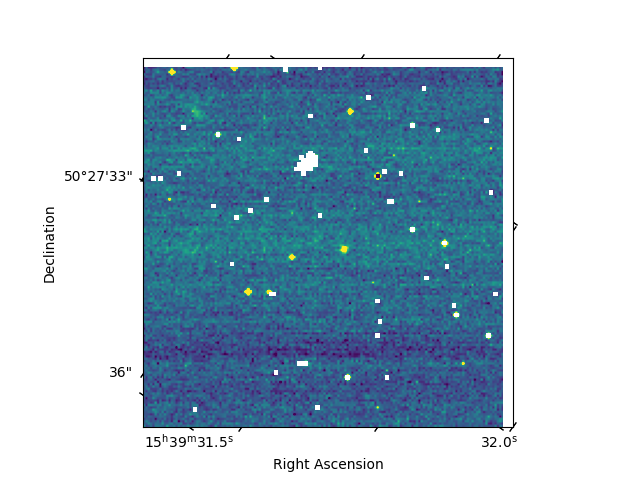 50°27'33"
Declination
36"
15ʰ39ᵐ31.5ˢ
32.0ˢ
Right Ascension